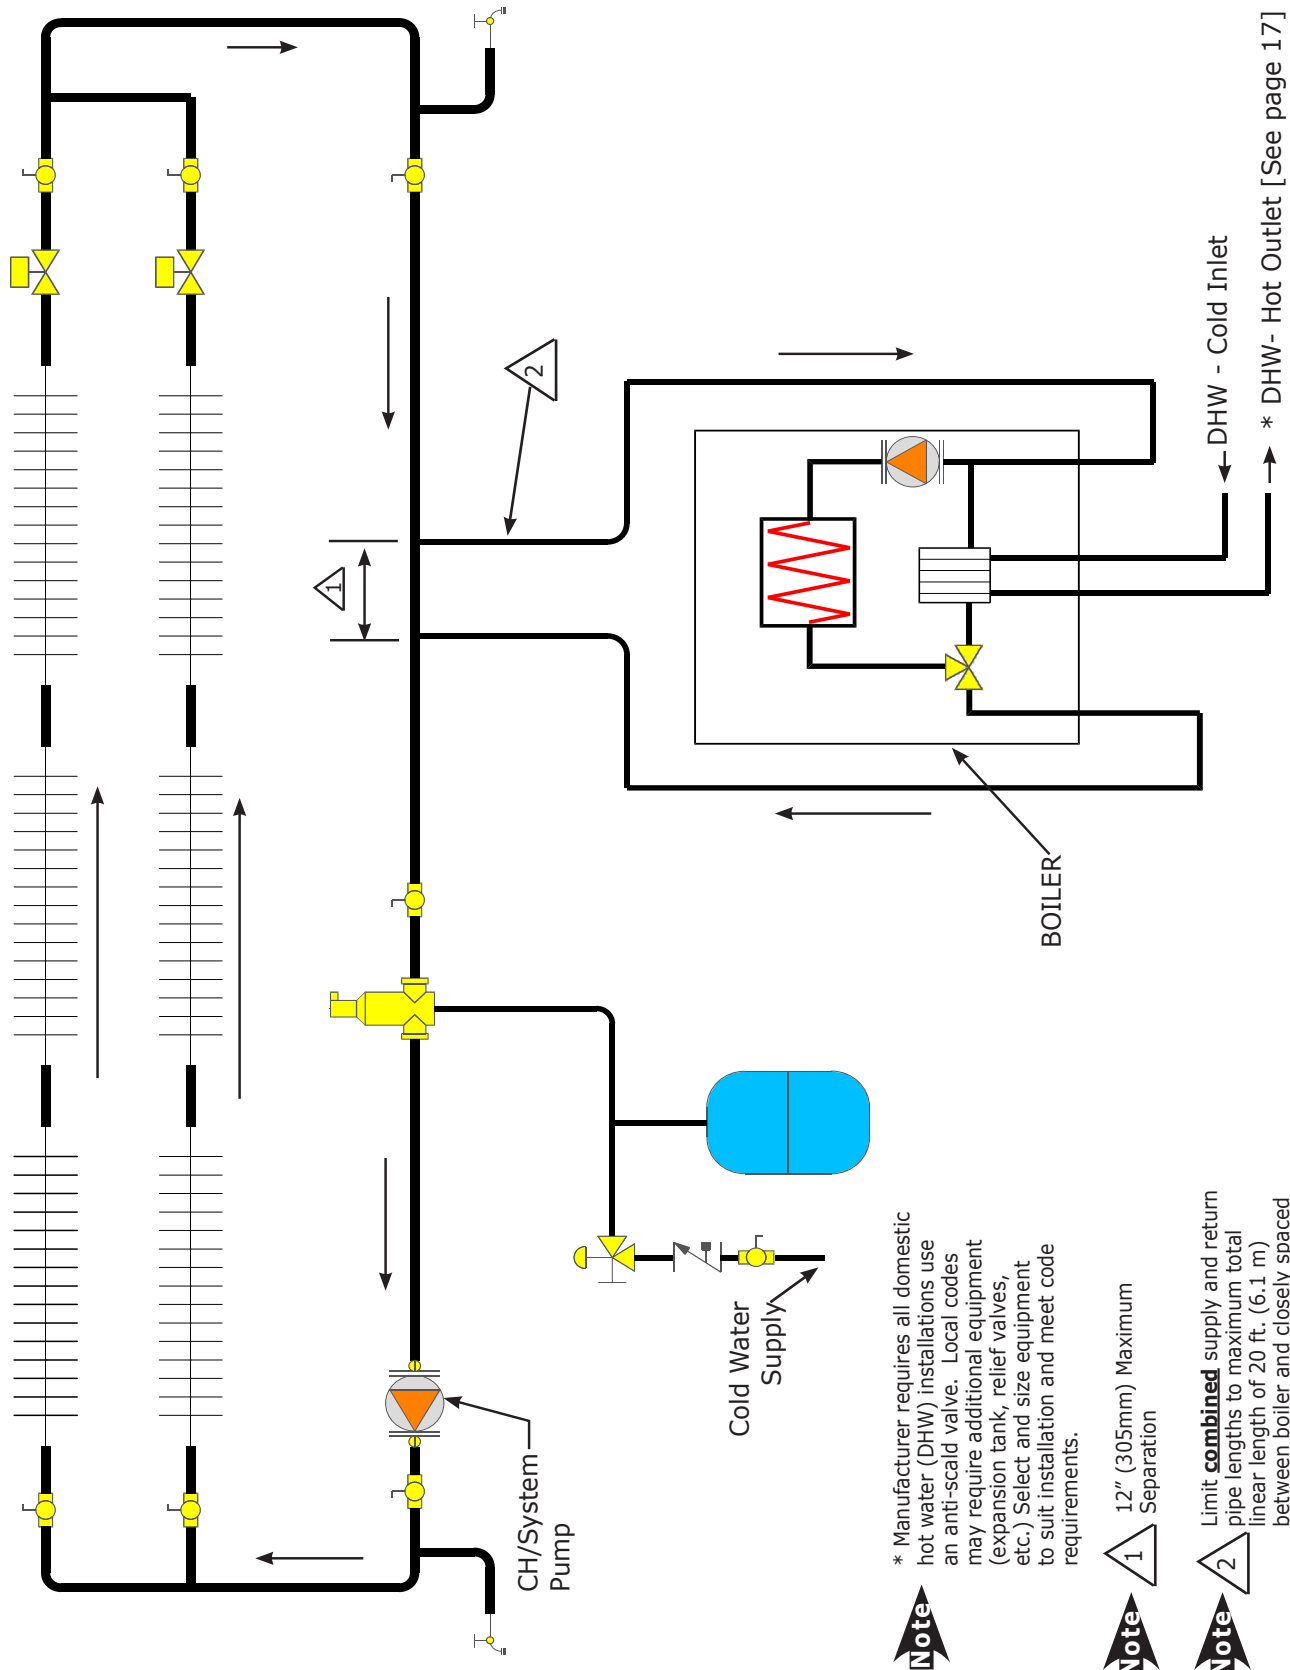 1
2
DHW - Cold Inlet
* DHW- Hot Outlet [See page 17]
BOILER
Cold Water
Supply
CH/System
Pump
Note
* Manufacturer requires all domestic
hot water (DHW) installations use
an anti-scald valve. Local codes
may require additional equipment
(expansion tank, relief valves,
etc.) Select and size equipment
to suit installation and meet code
requirements.
Note
1
12” (305mm) Maximum
Separation
Note
2
Limit combined supply and return
pipe lengths to maximum total
linear length of 20 ft. (6.1 m)
between boiler and closely spaced